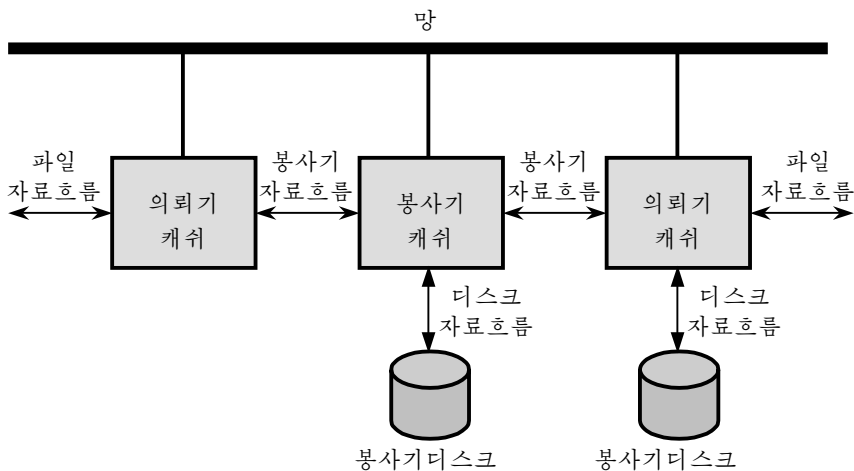 망
파일
자료흐름
의뢰기
캐쉬
봉사기
자료흐름
봉사기
캐쉬
봉사기
자료흐름
의뢰기
캐쉬
파일
자료흐름
디스크
자료흐름
디스크
자료흐름
봉사기디스크
봉사기디스크